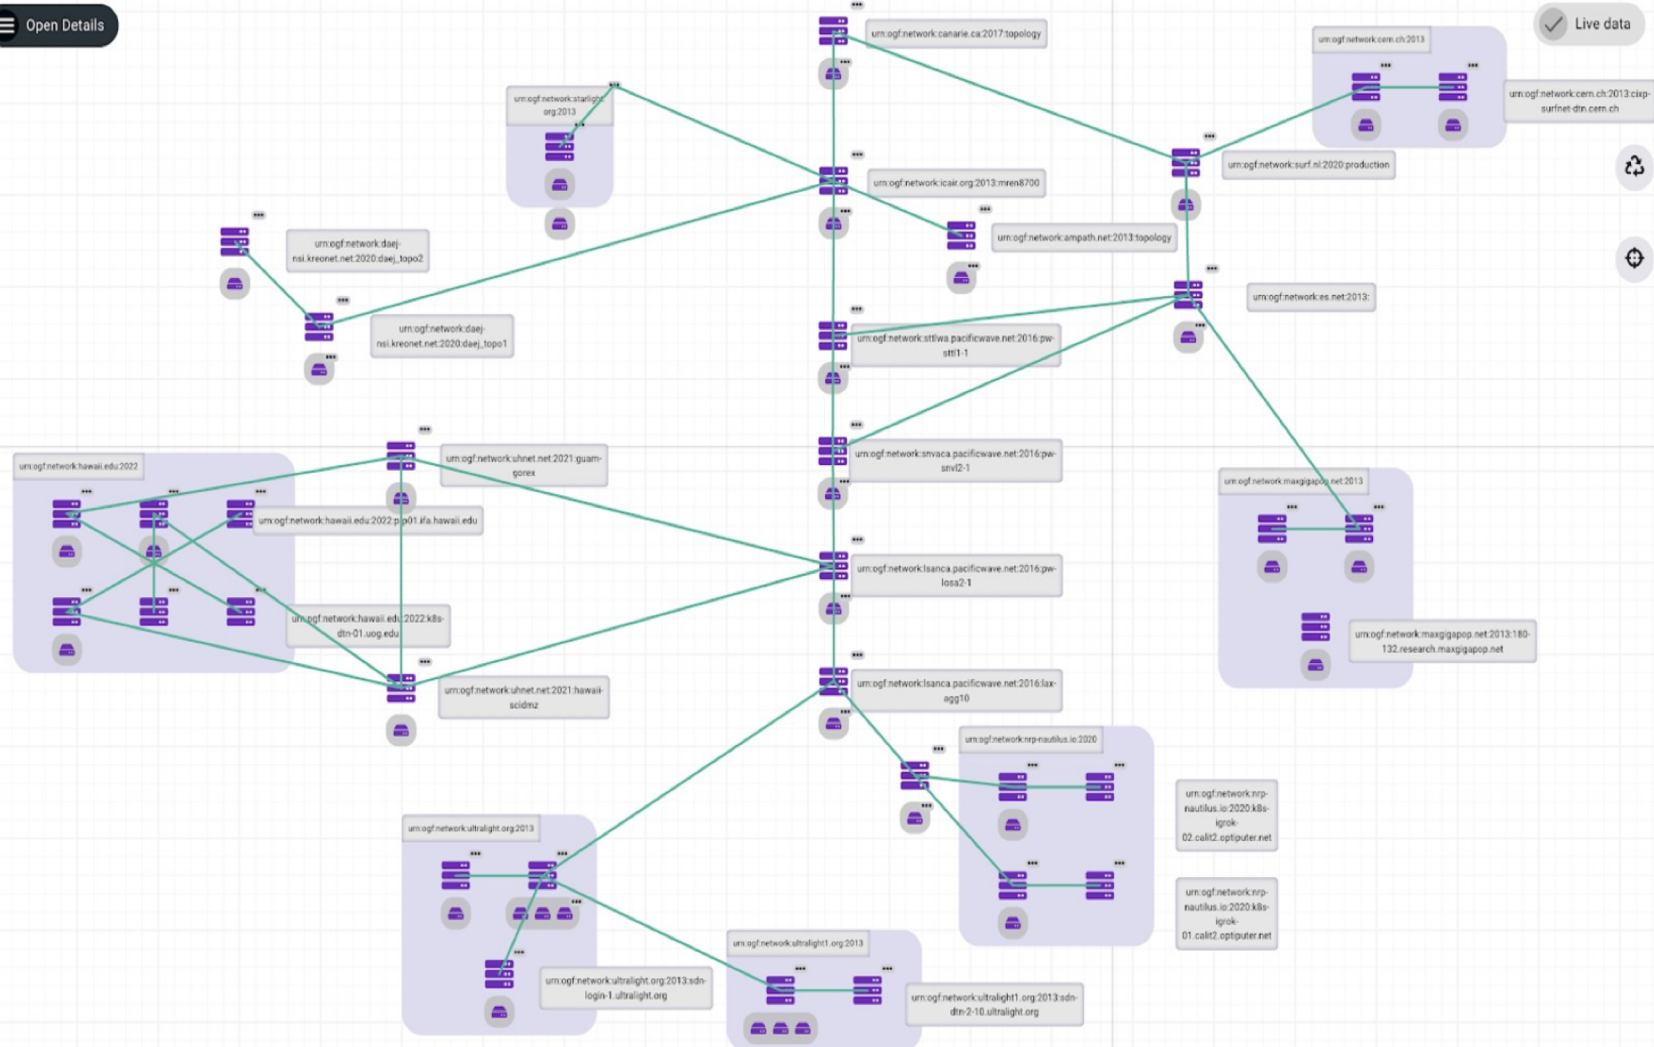 Open Details
Live data
urn:ogf:network:canarie.ca:2017:topology
urn:ogf:network:cern.ch:2013
urn:ogf:network:cern.ch:2013:cixp-
surfnet-dtn.cern.ch
urn:ogf:network:starlight.
org:2013
urn:ogf:network:surf.nl:2020:production
urn:ogf:network:icair.org:2013:mren8700
urn:ogf:network:ampath.net:2013:topology
urn:ogf:network:daej-
nsi.kreonet.net:2020:daej_topo2
urn:ogf:network:es.net:2013:
urn:ogf:network:daej-
nsi.kreonet.net:2020:daej_topo1
urn:ogf:network:sttlwa.pacificwave.net:2016:pw-
sttl1-1
urn:ogf:network:snvaca.pacificwave.net:2016:pw-
snvl2-1
urn:ogf:network:uhnet.net:2021:guam-
gorex
urn:ogf:network:hawaii.edu:2022
urn:ogf:network:maxgigapop.net:2013
urn:ogf:network:hawaii.edu:2022:pjp01.ifa.hawaii.edu
urn:ogf:network:lsanca.pacificwave.net:2016:pw-
losa2-1
urn:ogf:network:hawaii.edu:2022:k8s-
dtn-01.uog.edu
urn:ogf:network:maxgigapop.net:2013:180-
132.research.maxgigapop.net
urn:ogf:network:uhnet.net:2021:hawaii-
scidmz
urn:ogf:network:lsanca.pacificwave.net:2016:lax-
agg10
urn:ogf:network:nrp-nautilus.io:2020
urn:ogf:network:nrp-
nautilus.io:2020:k8s-
igrok-
02.calit2.optiputer.net
urn:ogf:network:ultralight.org:2013
urn:ogf:network:nrp-
nautilus.io:2020:k8s-
igrok-
01.calit2.optiputer.net
urn:ogf:network:ultralight1.org:2013
urn:ogf:network:ultralight.org:2013:sdn-
login-1.ultralight.org
urn:ogf:network:ultralight1.org:2013:sdn-
dtn-2-10.ultralight.org